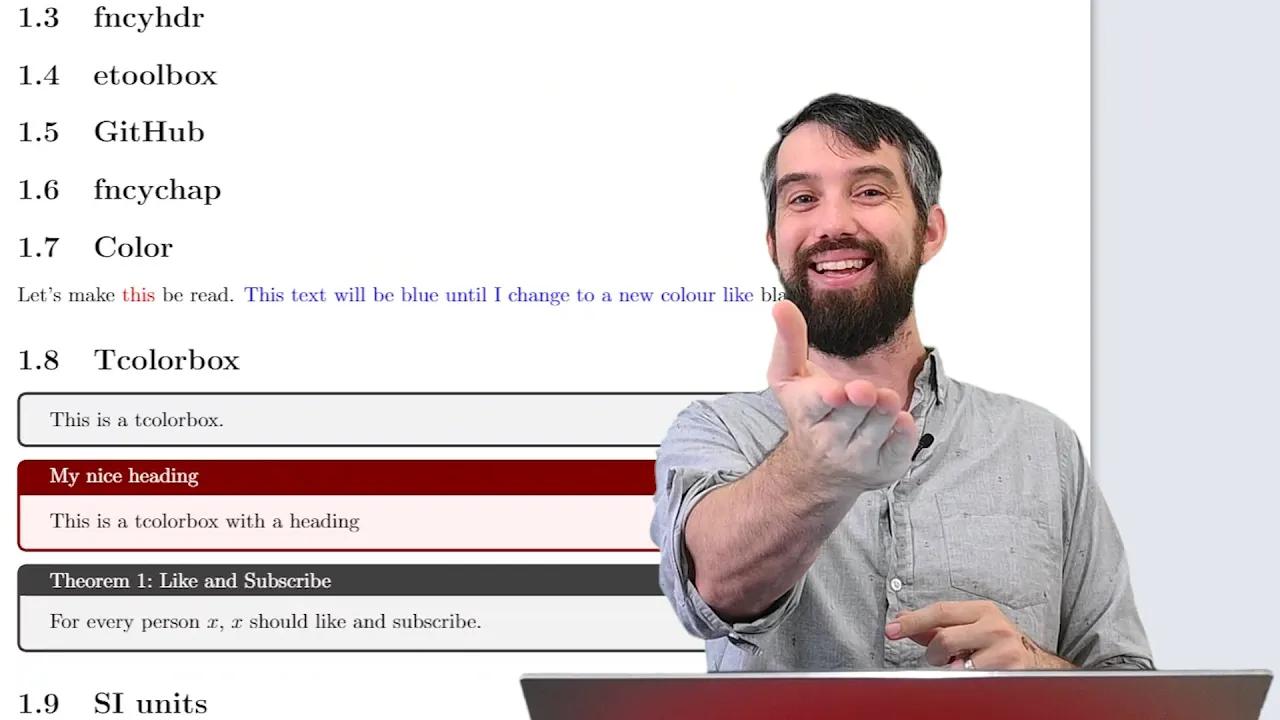 1.3 fncyhdr
1.4 etoolbox
1.5 GitHub
1.6 fncychap
1.7 Color
Let's make this be read. This text will be blue until I change to a new colour like
1.8 Tcolorbox
This is a tcolorbox.
My nice heading
This is a tcolorbox with a heading
Theorem 1: Like and Subscribe
For every person x, x should like and subscribe.
1.9 SI units